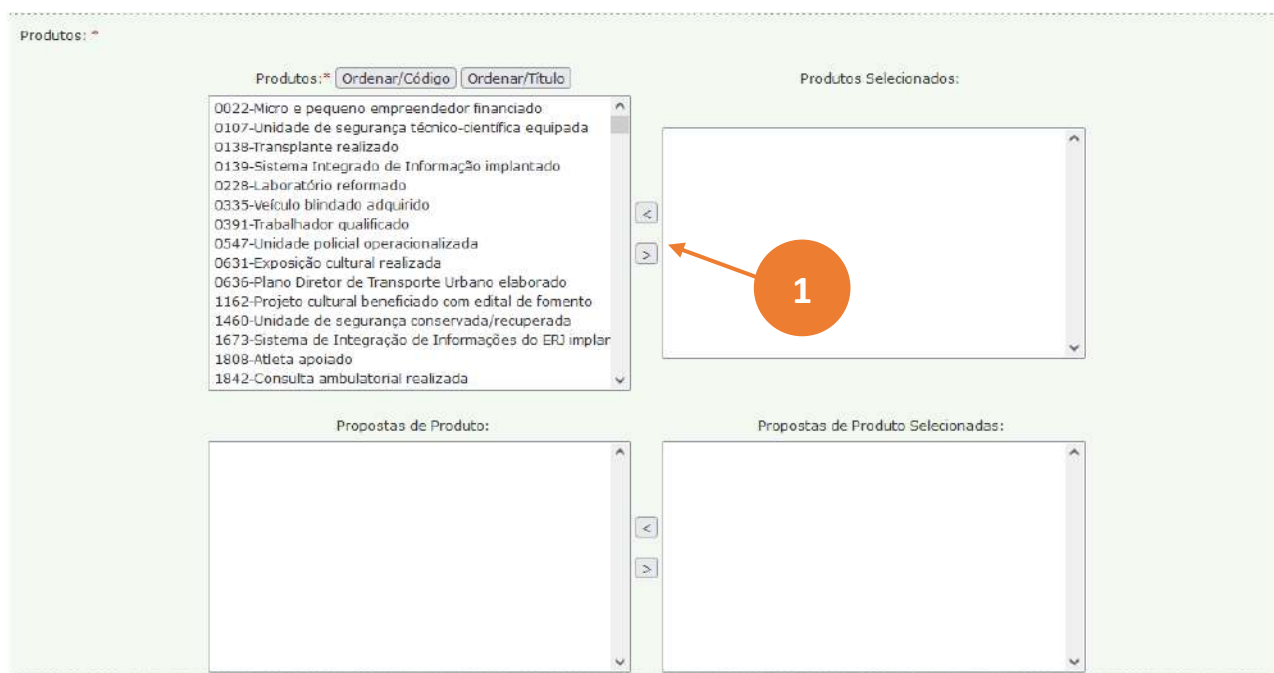 Produtos: *
Produtos:* Ordenar/Código Ordenar/Título
Produtos Selecionados:
0022-Micro e pequeno empreendedor financiado
0107-Unidade de segurança técnico-científica equipada
0138-Transplante realizado
0139-Sistema Integrado de Informação implantado
0228-Laboratório reformado
0335-Veículo blindado adquirido
0391-Trabalhador qualificado
0547-Unidade policial operacionalizada
0631-Exposição cultural realizada
0636-Plano Diretor de Transporte Urbano elaborado
1162-Projeto cultural beneficiado com edital de fomento
1460-Unidade de segurança conservada/recuperada
1673-Sistema de Integração de Informações do ERJ implar
1808-Atleta apoiado
1842-Consulta ambulatorial realizada
<
>
1
Propostas de Produto:
Propostas de Produto Selecionadas:
<
>